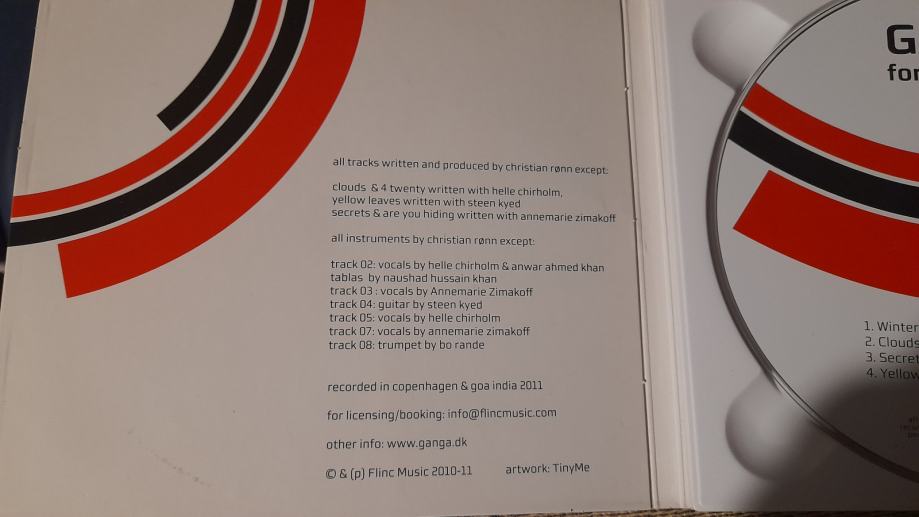 all tracks written and produced by christian rønn except:
clouds & 4 twenty written with helle chirholm,
yellow leaves written with steen kyed
secrets & are you hiding written with annemarie zimakoff
all instruments by christian rønn except:
track 02: vocals by helle chirholm & anwar ahmed khan
tablas by naushad hussain khan
track 03 : vocals by Annemarie Zimakoff
track 04: guitar by steen kyed
track 05: vocals by helle chirholm
track 07: vocals by annemarie zimakoff
track 08: trumpet by bo rande
recorded in copenhagen & goa india 2011
for licensing/booking: info@flincmusic.com
other info: www.ganga.dk
© & (p) Flinc Music 2010-11 artwork: TinyMe
G
for
1. Winter
2. Clouds
3. Secret
4. Yellow